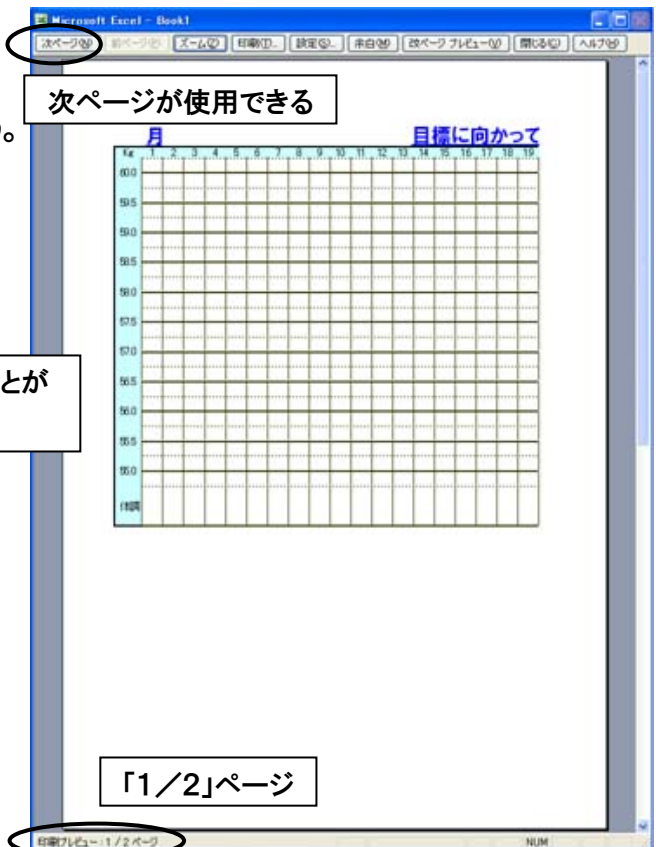 Microsoft Excel - Book1
次ページ(N) 前ページ(P) ズーム(Z) 印刷(T)... 設定(S)... 余白(M) 改ページ プレビュー(V) 閉じる(C) ヘルプ(H)
次ページが使用できる
。
月 目標に向かって
Kg 1 2 3 4 5 6 7 8 9 10 11 12 13 14 15 16 17 18 19
60.0
59.5
59.0
58.5
58.0
57.5
57.0
とが
56.5
56.0
55.5
55.0
体調
「1/2」ページ
印刷プレビュー: 1 / 2 ページ NUM